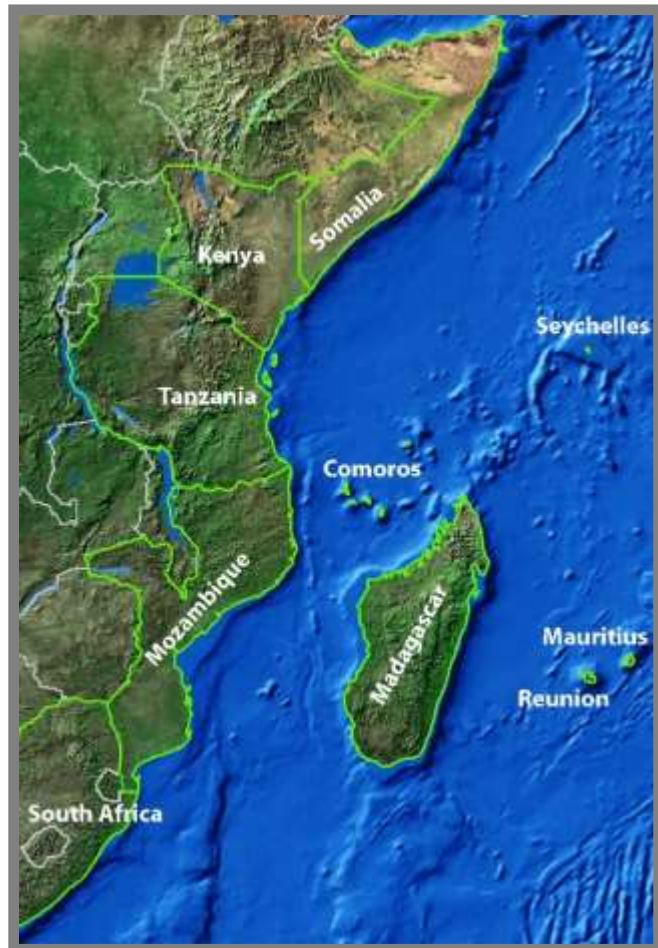 Somalia
Kenya
Seychelles
Tanzania
Comoros
Mozambique
Madagascar
Mauritius
Reunion
South Africa